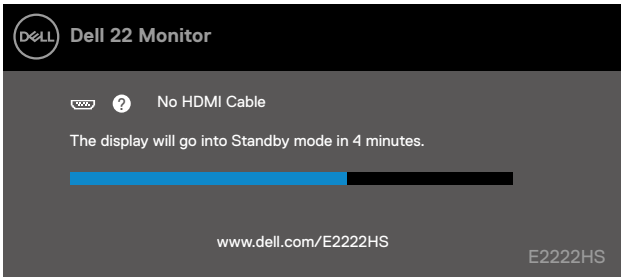 DELL Dell 22 Monitor
? No HDMI Cable
The display will go into Standby mode in 4 minutes.
www.dell.com/E2222HS
E2222HS